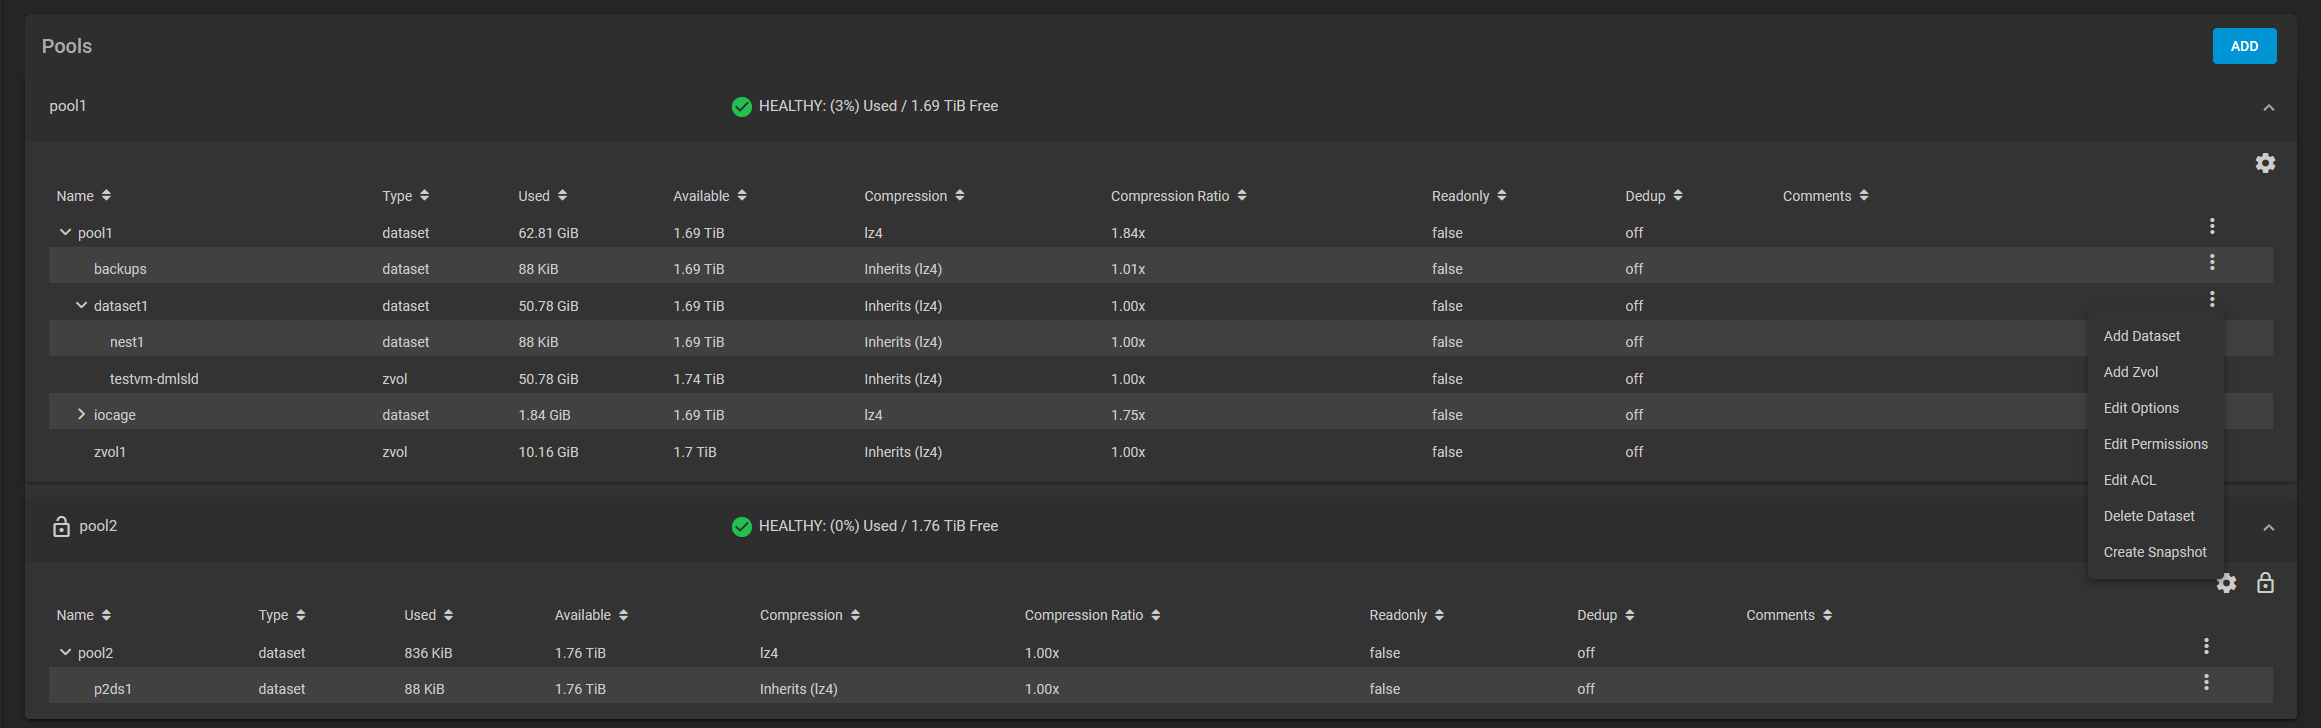 Pools ADD
pool1 HEALTHY: (3%) Used / 1.69 TiB Free
Name Type Used Available Compression Compression Ratio Readonly Dedup Comments
pool1 dataset 62.81 GiB 1.69 TiB lz4 1.84x false off
backups dataset 88 KiB 1.69 TiB Inherits (lz4) 1.01x false off
dataset1 dataset 50.78 GiB 1.69 TiB Inherits (lz4) 1.00x false off
nest1 dataset 88 KiB 1.69 TiB Inherits (lz4) 1.00x false off
testvm-dmlsld zvol 50.78 GiB 1.74 TiB Inherits (lz4) 1.00x false off
iocage dataset 1.84 GiB 1.69 TiB lz4 1.75x false off
zvol1 zvol 10.16 GiB 1.7 TiB Inherits (lz4) 1.00x false off
Add Dataset
Add Zvol
Edit Options
Edit Permissions
Edit ACL
Delete Dataset
Create Snapshot
pool2 HEALTHY: (0%) Used / 1.76 TiB Free
Name Type Used Available Compression Compression Ratio Readonly Dedup Comments
pool2 dataset 836 KiB 1.76 TiB lz4 1.00x false off
p2ds1 dataset 88 KiB 1.76 TiB Inherits (lz4) 1.00x false off